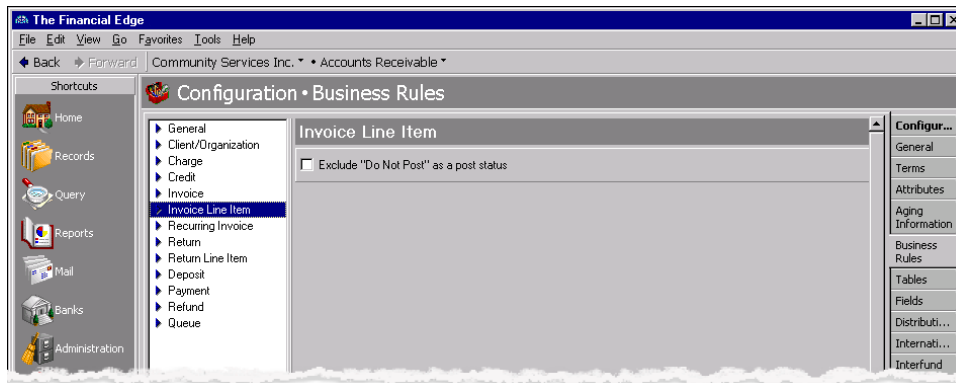 The Financial Edge
File Edit View Go Favorites Tools Help
Back Forward Community Services Inc. • Accounts Receivable
Shortcuts
Home
Records
Query
Reports
Mail
Banks
Administration
Configuration • Business Rules
General
Client/Organization
Charge
Credit
Invoice
Invoice Line Item
Recurring Invoice
Return
Return Line Item
Deposit
Payment
Refund
Queue
Invoice Line Item
Exclude "Do Not Post" as a post status
Configur...
General
Terms
Attributes
Aging
Information
Business
Rules
Tables
Fields
Distributi...
Internati...
Interfund